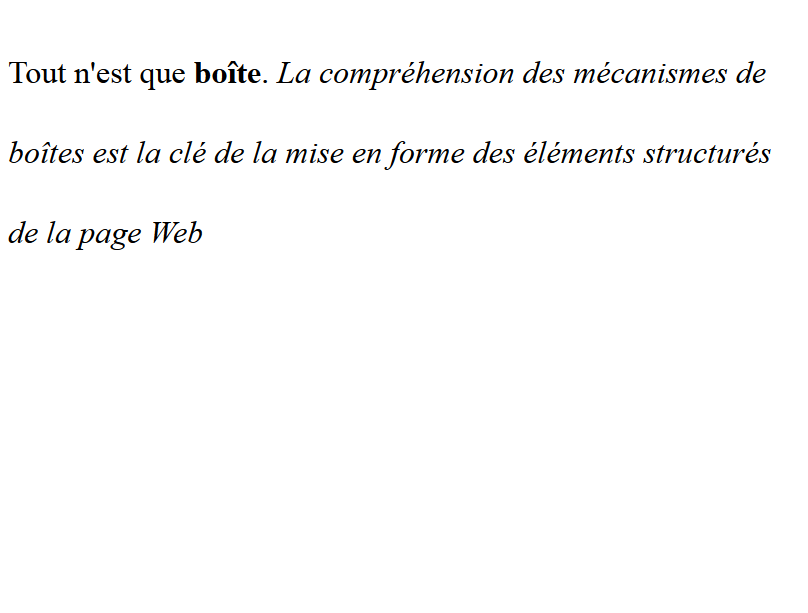 Tout n'est que boîte. La compréhension des mécanismes de
boîtes est la clé de la mise en forme des éléments structurés
de la page Web